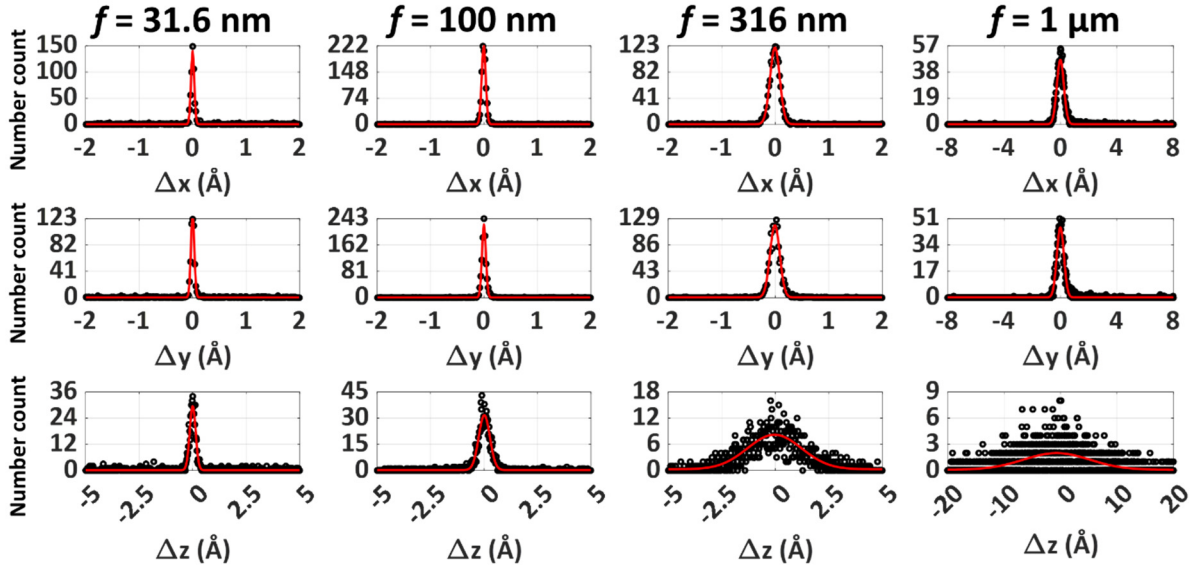 f = 31.6 nm f = 100 nm f = 316 nm f = 1 µm
Number count 150 100 50 0 222 148 74 0 123 82 41 0 57 38 19 0
-2 -1 0 1 2 -2 -1 0 1 2 -2 -1 0 1 2 -8 -4 0 4 8
Δx (Å) Δx (Å) Δx (Å) Δx (Å)
Number count 123 82 41 0 243 162 81 0 129 86 43 0 51 34 17 0
-2 -1 0 1 2 -2 -1 0 1 2 -2 -1 0 1 2 -8 -4 0 4 8
Δy (Å) Δy (Å) Δy (Å) Δy (Å)
Number count 36 24 12 0 45 30 15 0 18 12 6 0 9 6 3 0
-5 -2.5 0 2.5 5 -5 -2.5 0 2.5 5 -5 -2.5 0 2.5 5 -20 -10 0 10 20
Δz (Å) Δz (Å) Δz (Å) Δz (Å)